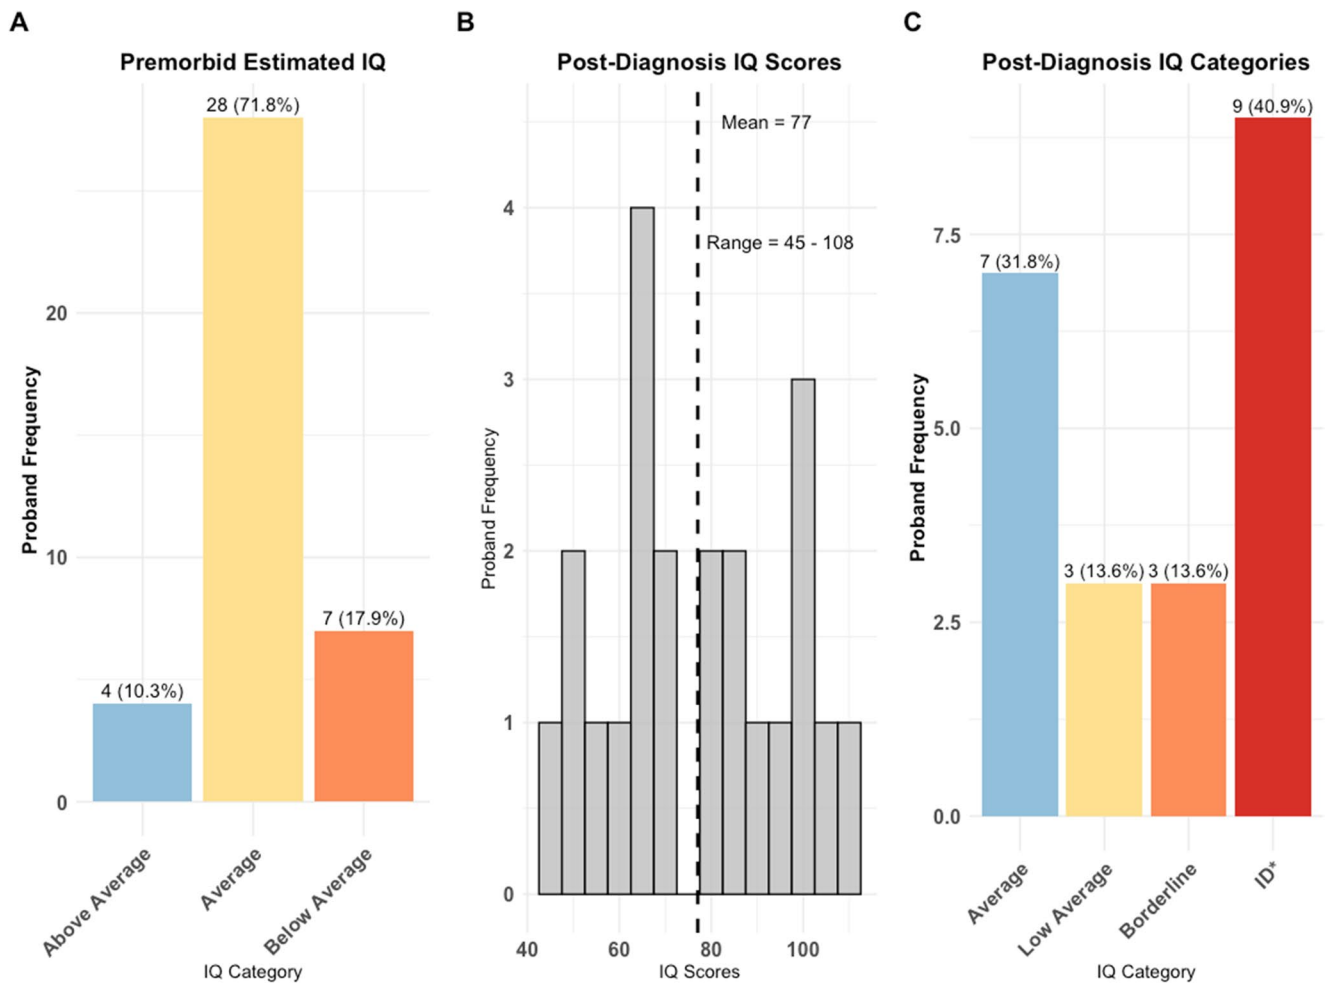 A
Premorbid Estimated IQ
28 (71.8%)
20
7 (17.9%)
10
4 (10.3%)
0
Proband Frequency
Above Average
Average
Below Average
IQ Category
B
Post-Diagnosis IQ Scores
Mean = 77
4
Range = 45 - 108
3
2
1
0
Proband Frequency
40
60
80
100
IQ Scores
C
Post-Diagnosis IQ Categories
9 (40.9%)
7.5
7 (31.8%)
5.0
3 (13.6%)
3 (13.6%)
2.5
0.0
Proband Frequency
Average
Low Average
Borderline
ID*
IQ Category